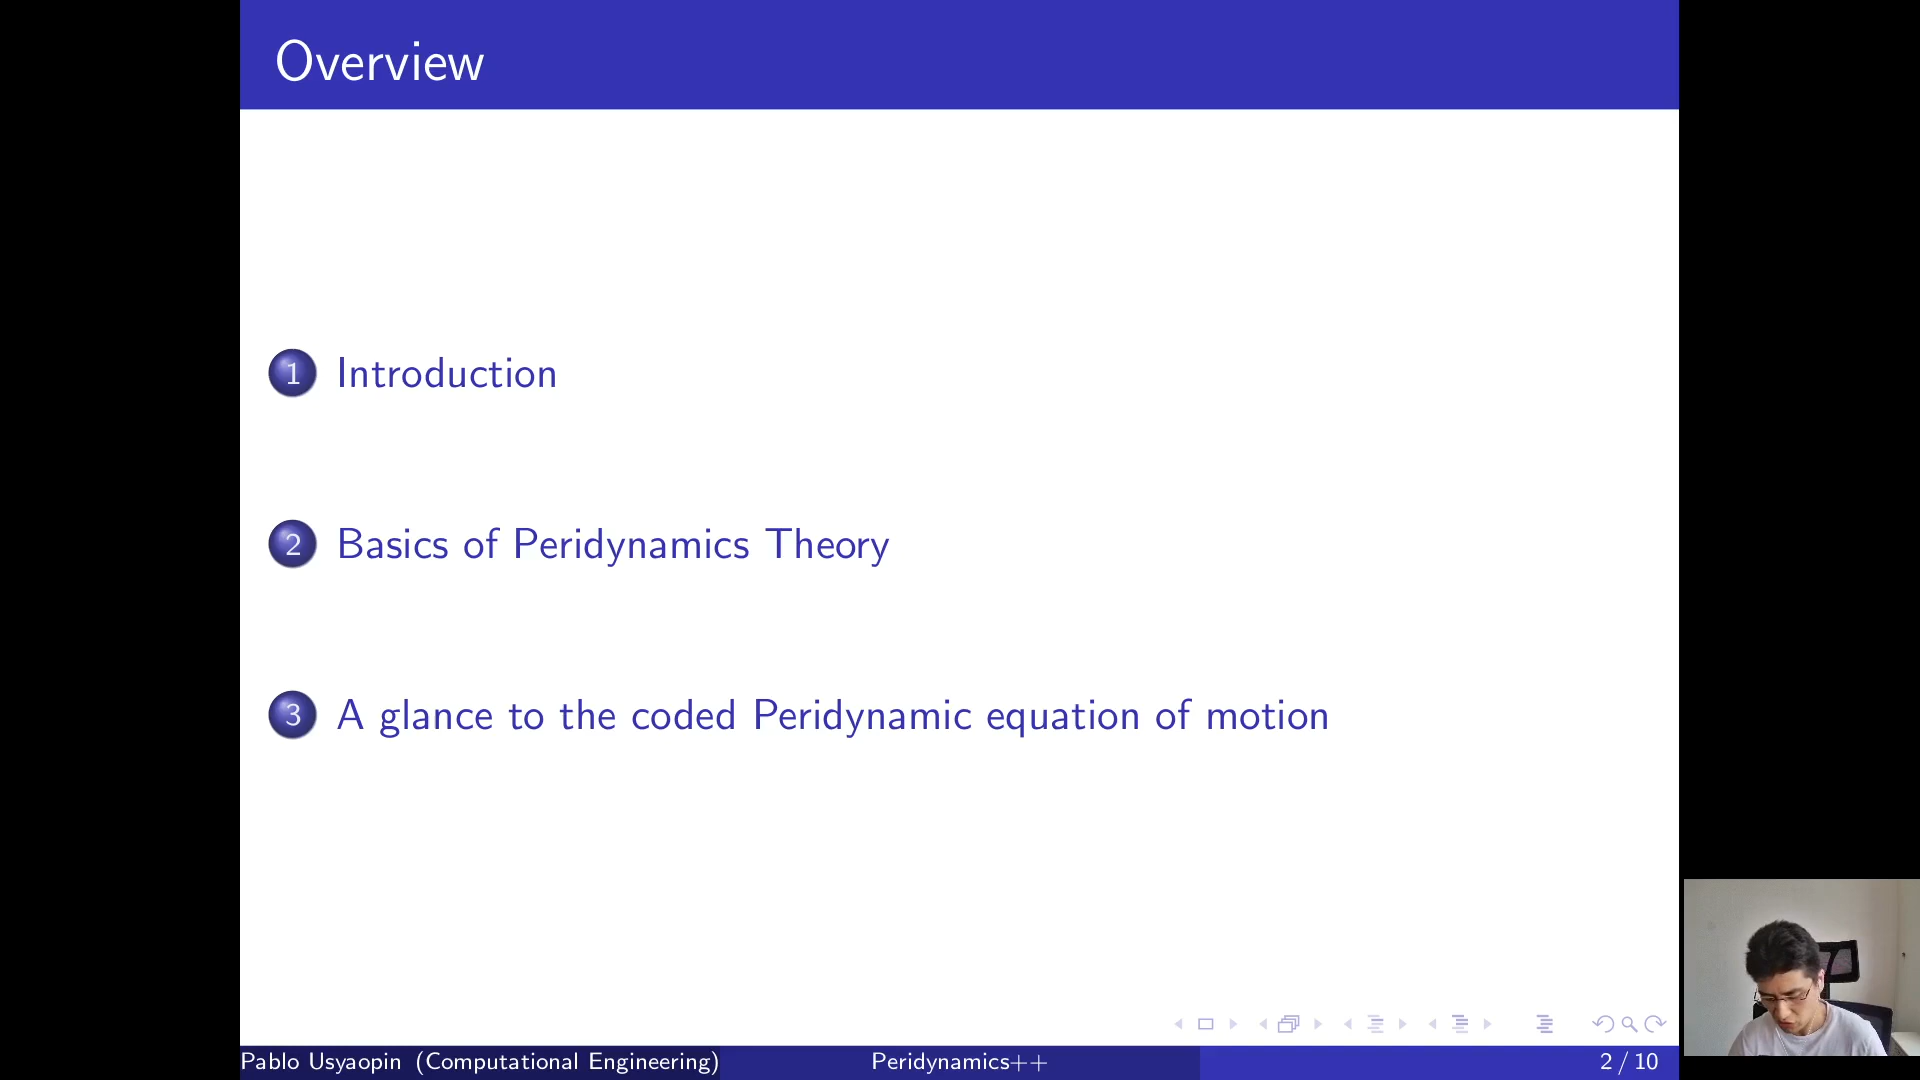 Overview
1 Introduction
2 Basics of Peridynamics Theory
3 A glance to the coded Peridynamic equation of motion
Pablo Usyaopin (Computational Engineering) Peridynamics++ 2 / 10